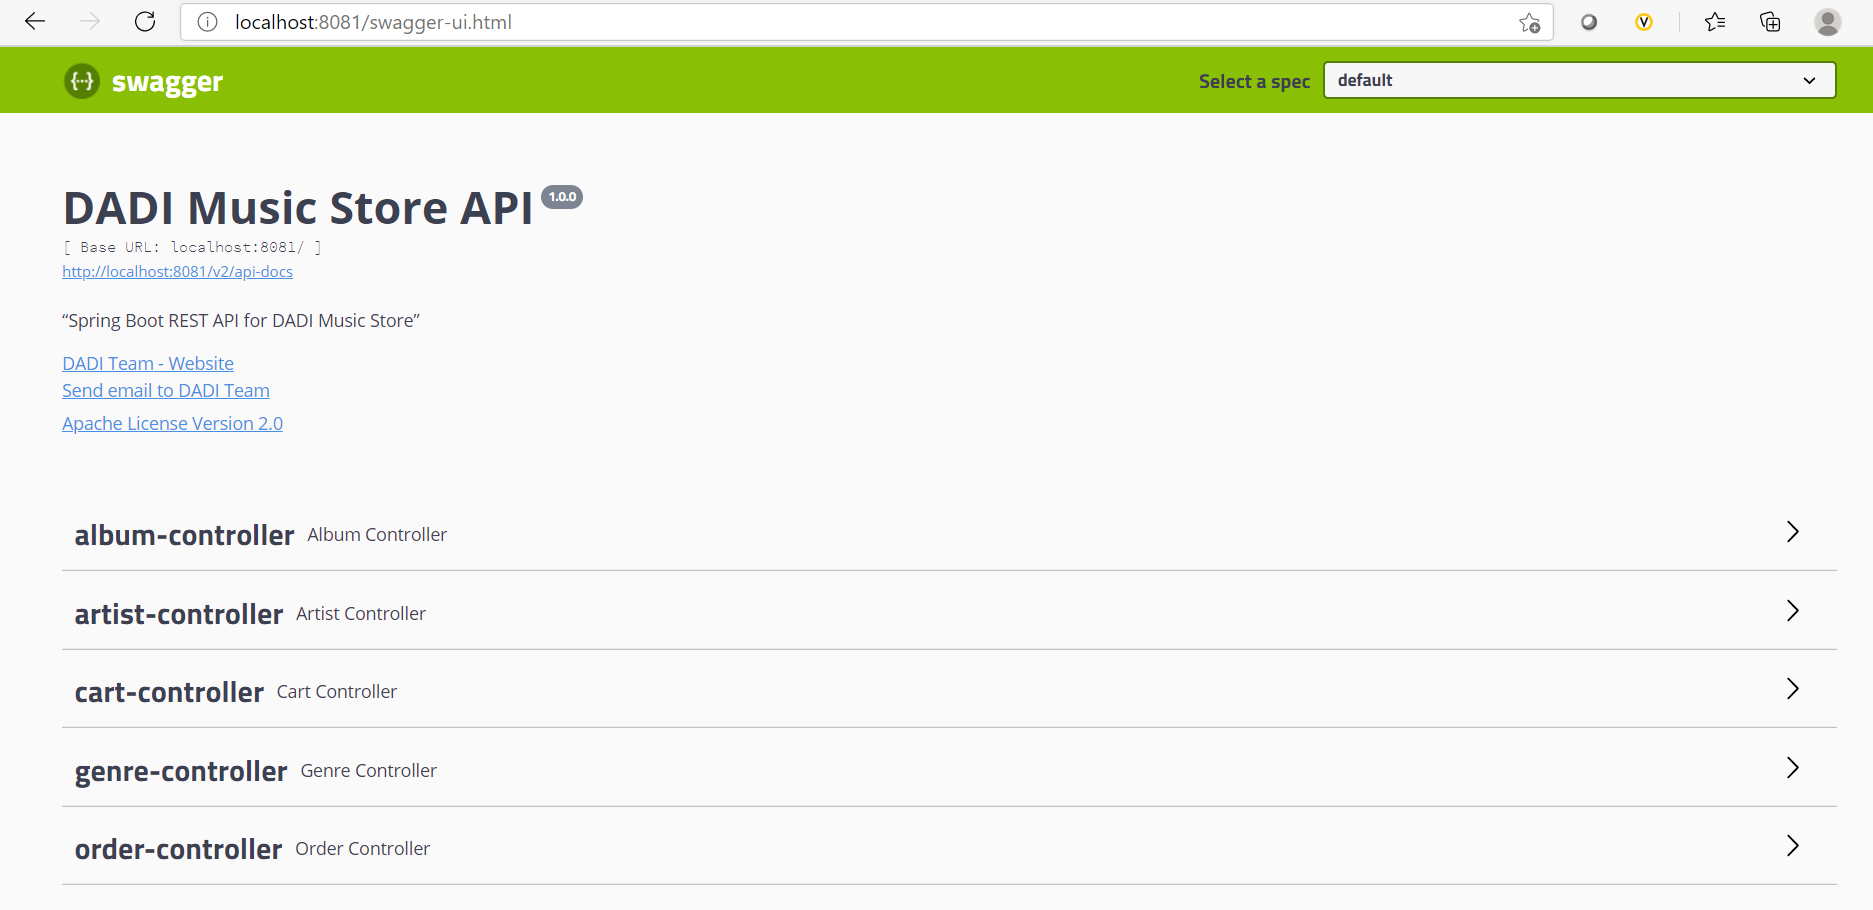 localhost:8081/swagger-ui.html
{···} swagger
Select a spec
default
DADI Music Store API 1.0.0
[ Base URL: localhost:8081/ ]
http://localhost:8081/v2/api-docs
“Spring Boot REST API for DADI Music Store”
DADI Team - Website
Send email to DADI Team
Apache License Version 2.0
album-controller Album Controller
artist-controller Artist Controller
cart-controller Cart Controller
genre-controller Genre Controller
order-controller Order Controller